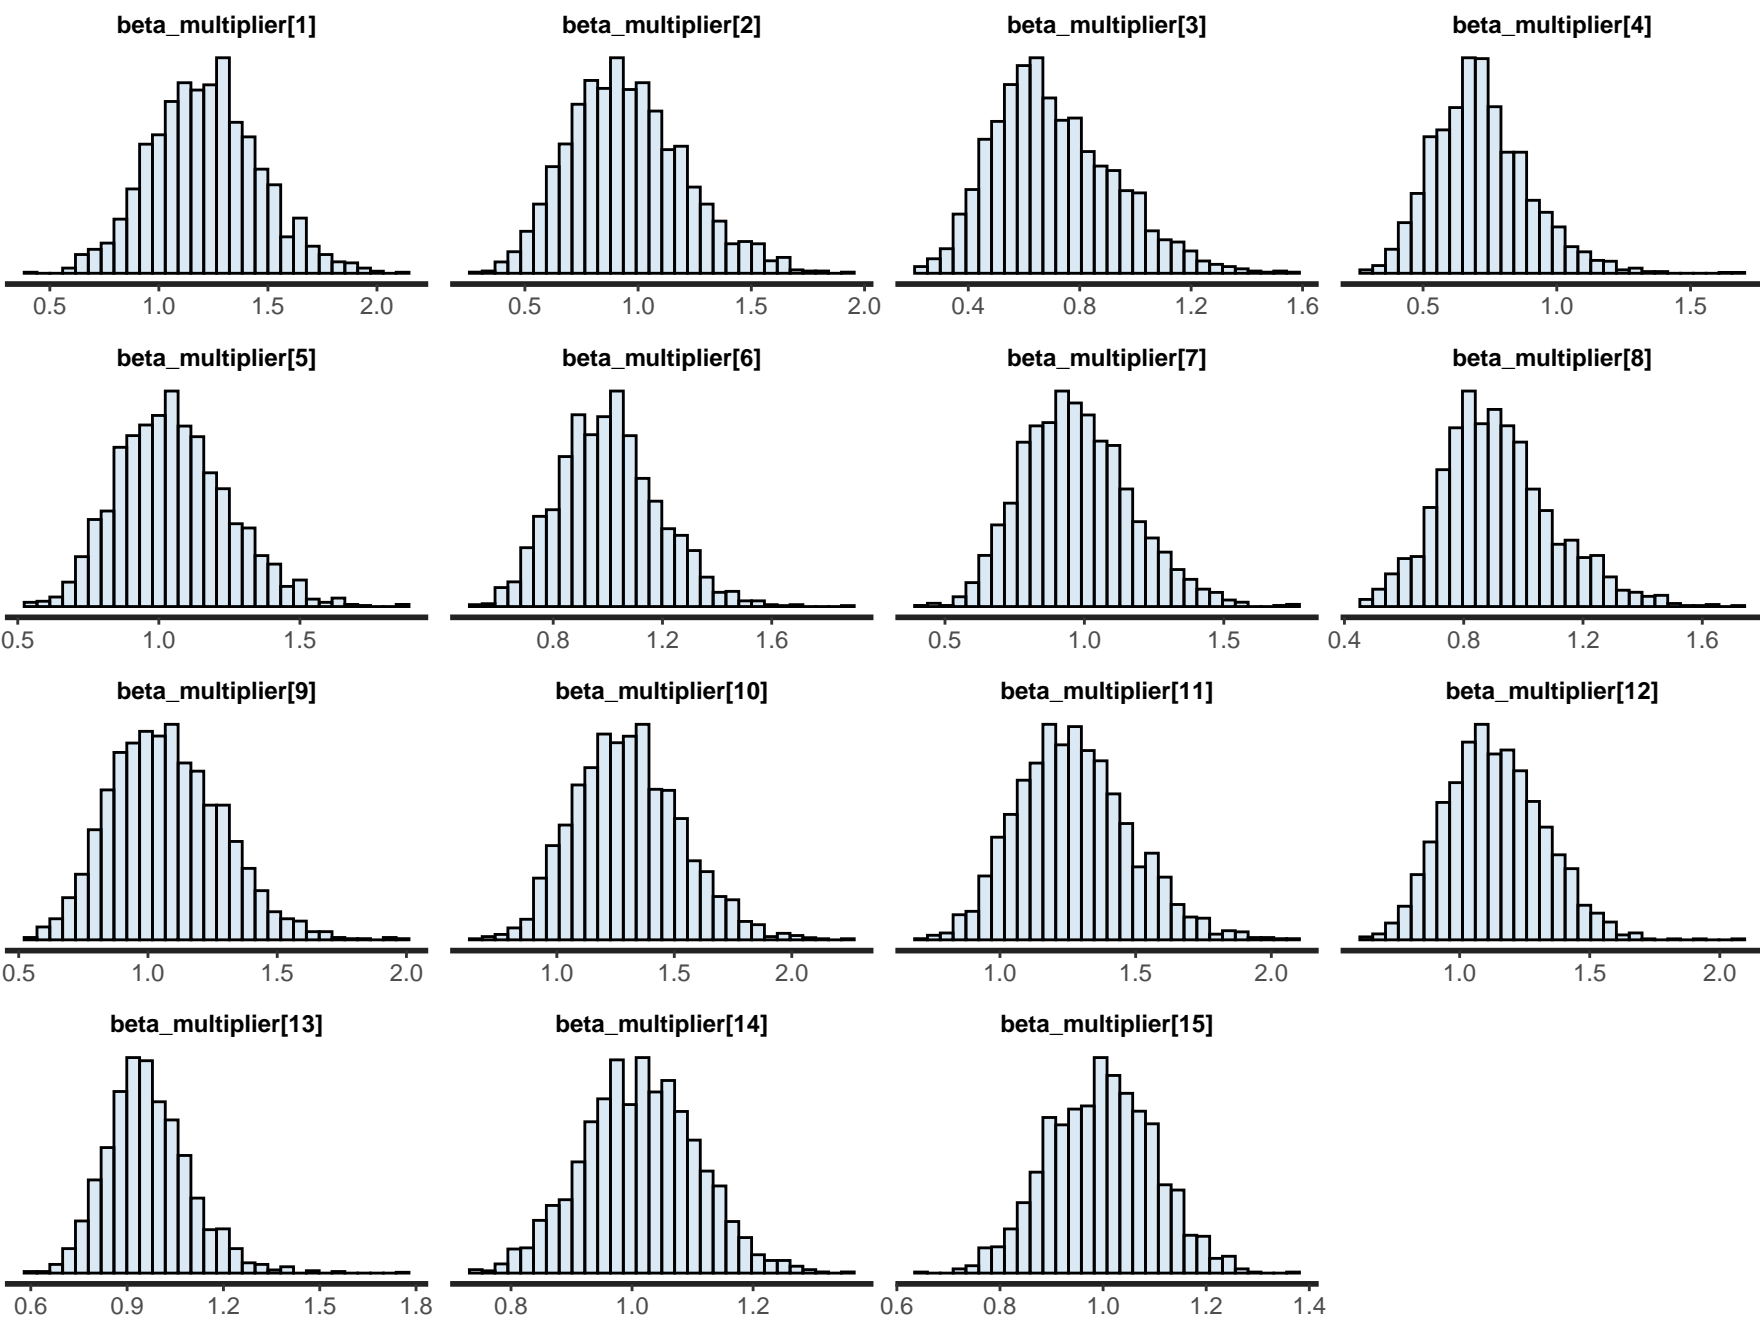 beta_multiplier[1] beta_multiplier[2] beta_multiplier[3] beta_multiplier[4]
0.5 1.0 1.5 2.0 0.5 1.0 1.5 2.0 0.4 0.8 1.2 1.6 0.5 1.0 1.5
beta_multiplier[5] beta_multiplier[6] beta_multiplier[7] beta_multiplier[8]
0.5 1.0 1.5 0.8 1.2 1.6 0.5 1.0 1.5 0.4 0.8 1.2 1.6
beta_multiplier[9] beta_multiplier[10] beta_multiplier[11] beta_multiplier[12]
0.5 1.0 1.5 2.0 1.0 1.5 2.0 1.0 1.5 2.0 1.0 1.5 2.0
beta_multiplier[13] beta_multiplier[14] beta_multiplier[15]
0.6 0.9 1.2 1.5 1.8 0.8 1.0 1.2 0.6 0.8 1.0 1.2 1.4